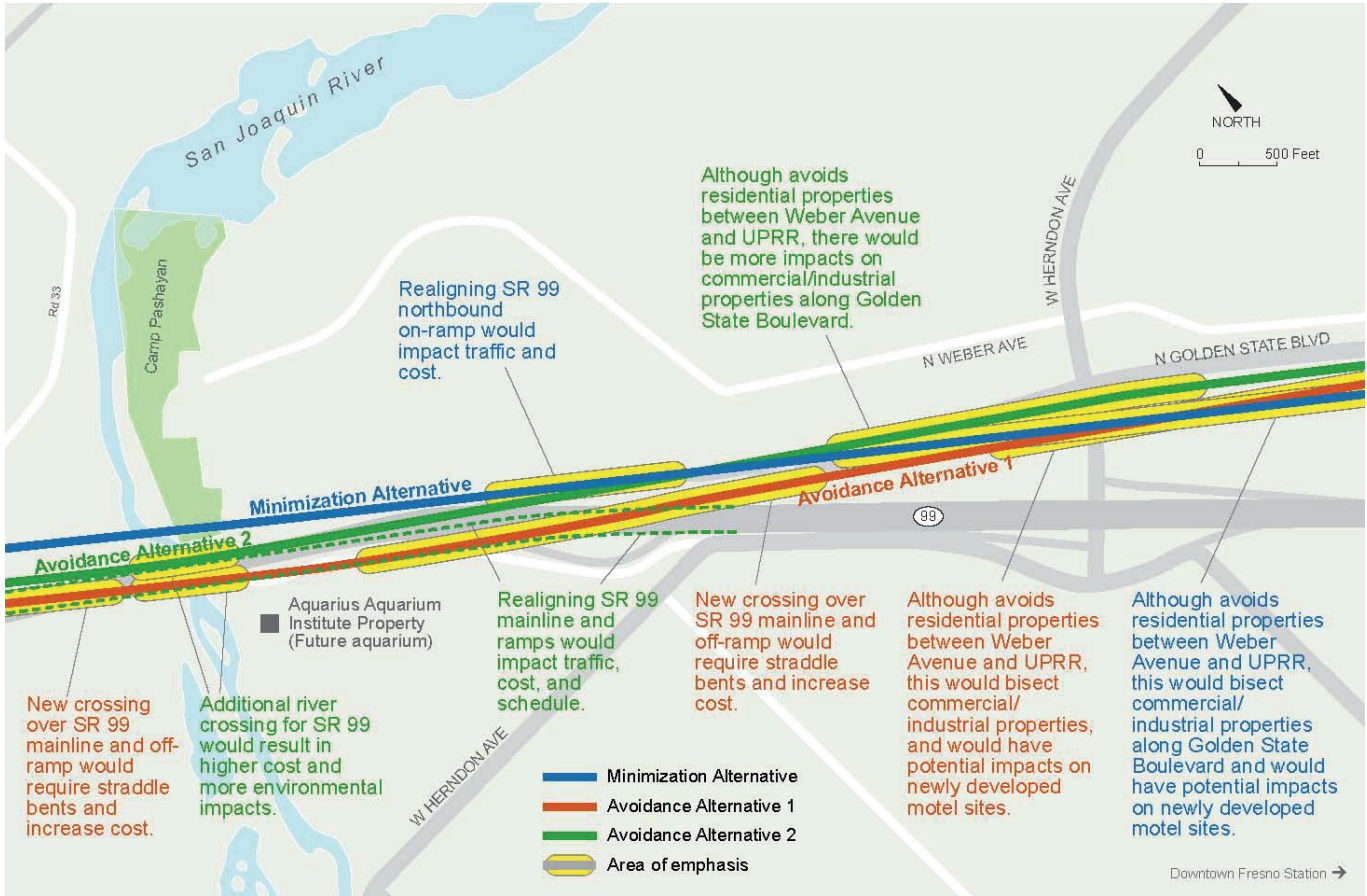 San Joaquin River
NORTH
0 500 Feet
Rd 33
Camp Pashayan
Although avoids
residential properties
between Weber Avenue
and UPRR, there would
be more impacts on
commercial/industrial
properties along Golden
State Boulevard.
W HERNDON AVE
Realigning SR 99
northbound
on-ramp would
impact traffic and
cost.
N WEBER AVE
N GOLDEN STATE BLVD
Minimization Alternative
Avoidance Alternative 1
99
Avoidance Alternative 2
Aquarius Aquarium
Institute Property
(Future aquarium)
New crossing
over SR 99
mainline and off-
ramp would
require straddle
bents and
increase cost.
Additional river
crossing for SR 99
would result in
higher cost and
more environmental
impacts.
Realigning SR 99
mainline and
ramps would
impact traffic,
cost, and
schedule.
New crossing over
SR 99 mainline and
off-ramp would
require straddle
bents and increase
cost.
Although avoids
residential properties
between Weber
Avenue and UPRR,
this would bisect
commercial/
industrial properties,
and would have
potential impacts on
newly developed
motel sites.
Although avoids
residential properties
between Weber
Avenue and UPRR,
this would bisect
commercial/
industrial properties
along Golden State
Boulevard and would
have potential impacts
on newly developed
motel sites.
W HERNDON AVE
Minimization Alternative
Avoidance Alternative 1
Avoidance Alternative 2
Area of emphasis
Downtown Fresno Station →